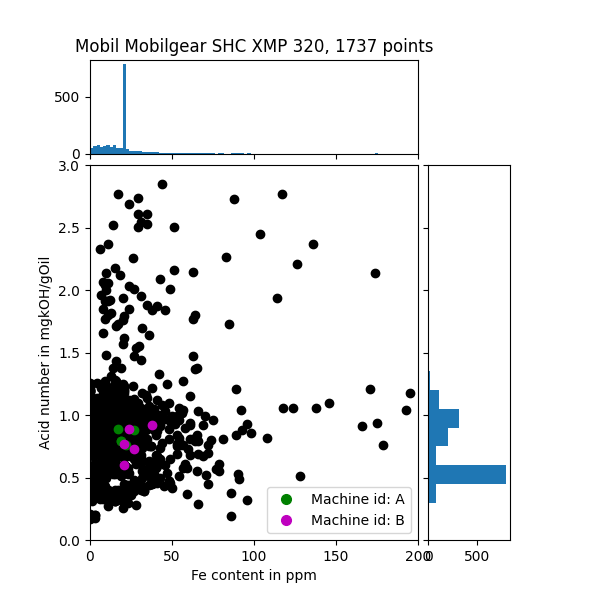 Mobil Mobilgear SHC XMP 320, 1737 points
500
0
3.0
2.5
2.0
1.5
1.0
0.5
0.0
Acid number in mgkOH/gOil
Machine id: A
Machine id: B
0 50 100 150 200
0 500
Fe content in ppm